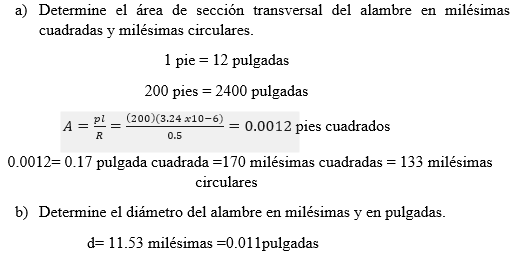 a) Determine el área de sección transversal del alambre en milésimas
cuadradas y milésimas circulares.
1 pie = 12 pulgadas
200 pies = 2400 pulgadas
A = pl/R = (200)(3.24 x10−6)/0.5 = 0.0012 pies cuadrados
0.0012= 0.17 pulgada cuadrada =170 milésimas cuadradas = 133 milésimas
circulares
b) Determine el diámetro del alambre en milésimas y en pulgadas.
d= 11.53 milésimas =0.011pulgadas